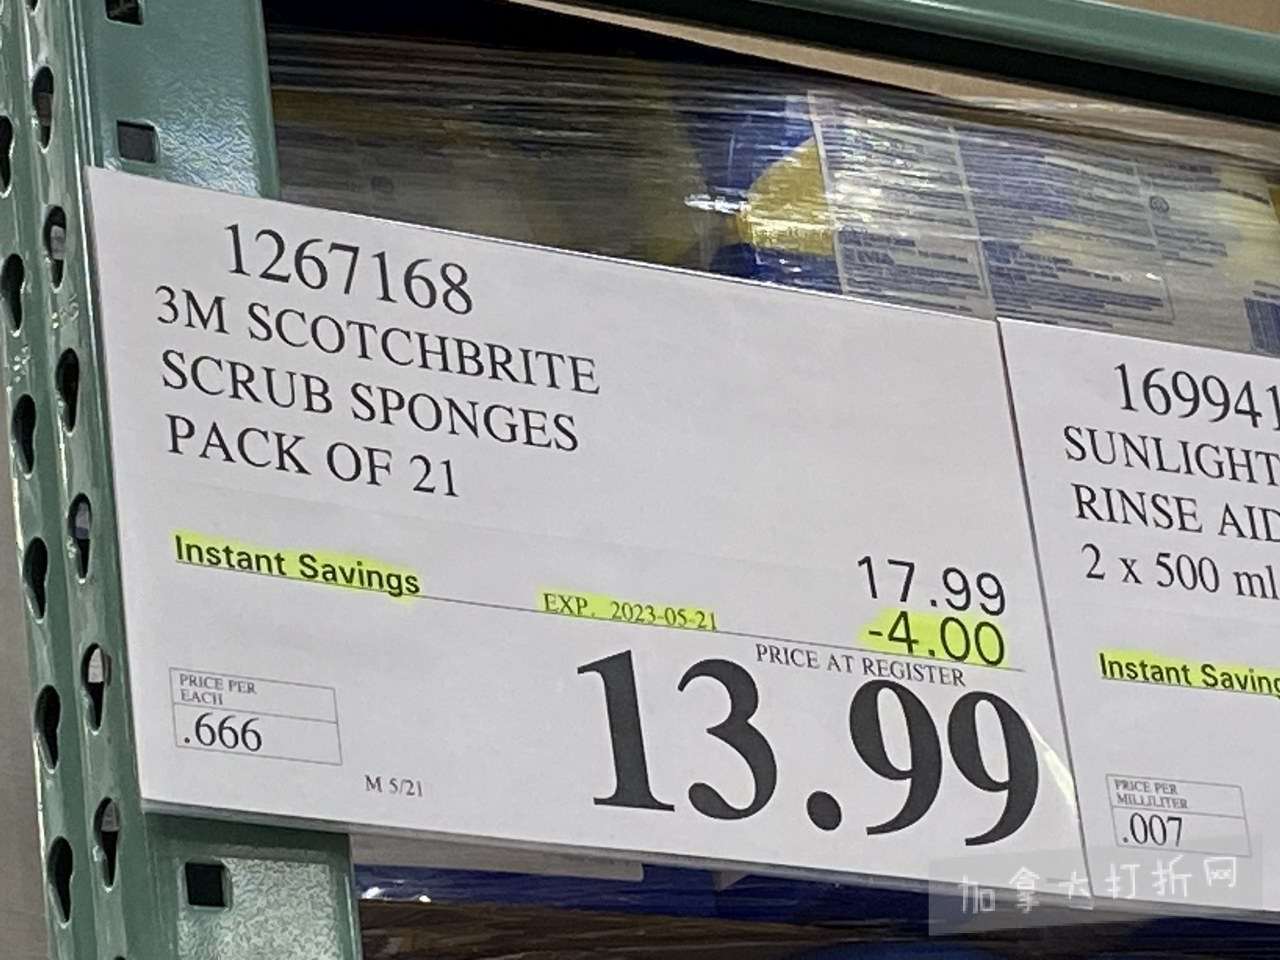 1267168
3M SCOTCHBRITE
SCRUB SPONGES
PACK OF 21
Instant Savings
EXP. 2023-05-21
17.99
-4.00
PRICE AT REGISTER
13.99
PRICE PER
EACH
.666
M 5/21
169941
SUNLIGHT
RINSE AID
2 x 500 ml
Instant Saving
PRICE PER
MILLILITER
.007
加拿大打折网